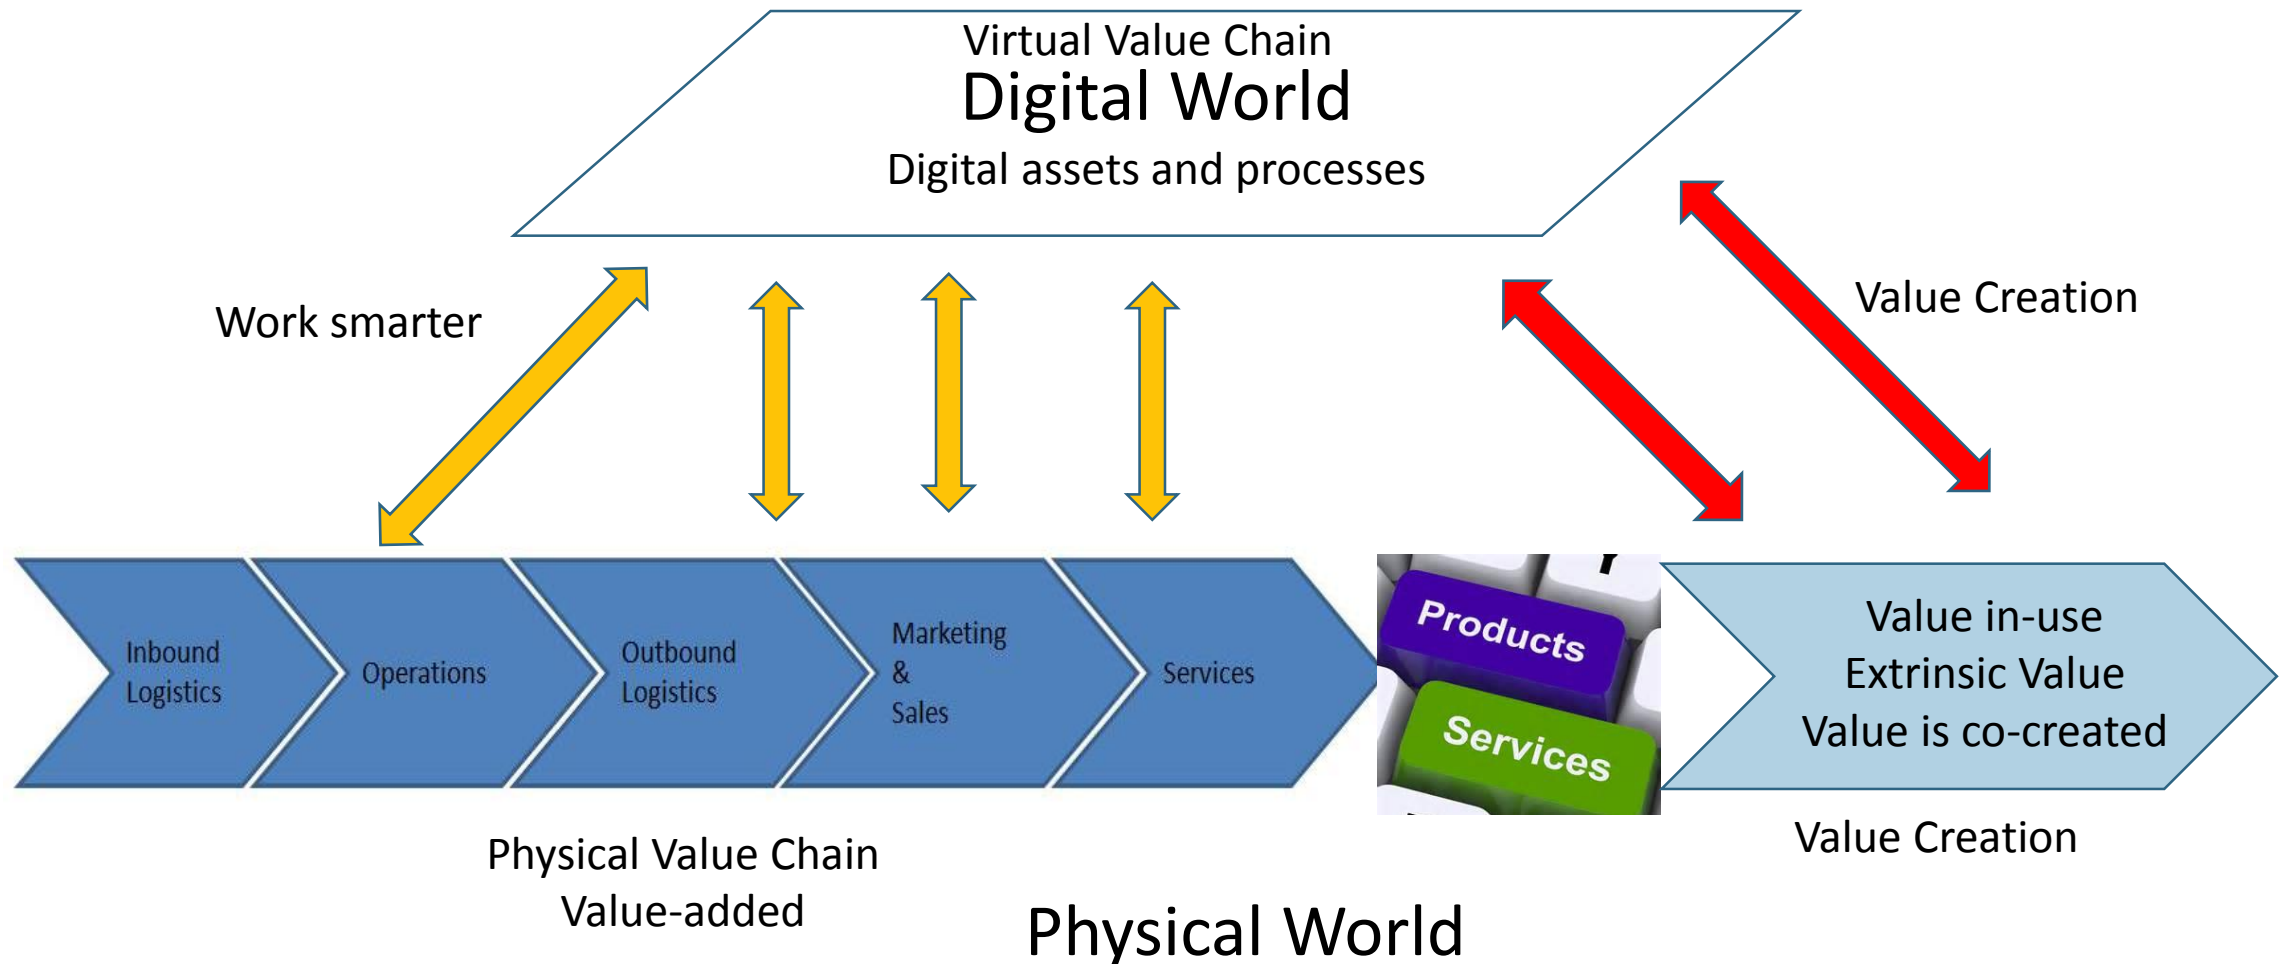 Virtual Value Chain
Digital World
Digital assets and processes
Work smarter
Value Creation
Inbound
Logistics
Operations
Outbound
Logistics
Marketing
&
Sales
Services
Products
Services
Value in-use
Extrinsic Value
Value is co-created
Physical Value Chain
Value-added
Value Creation
Physical World